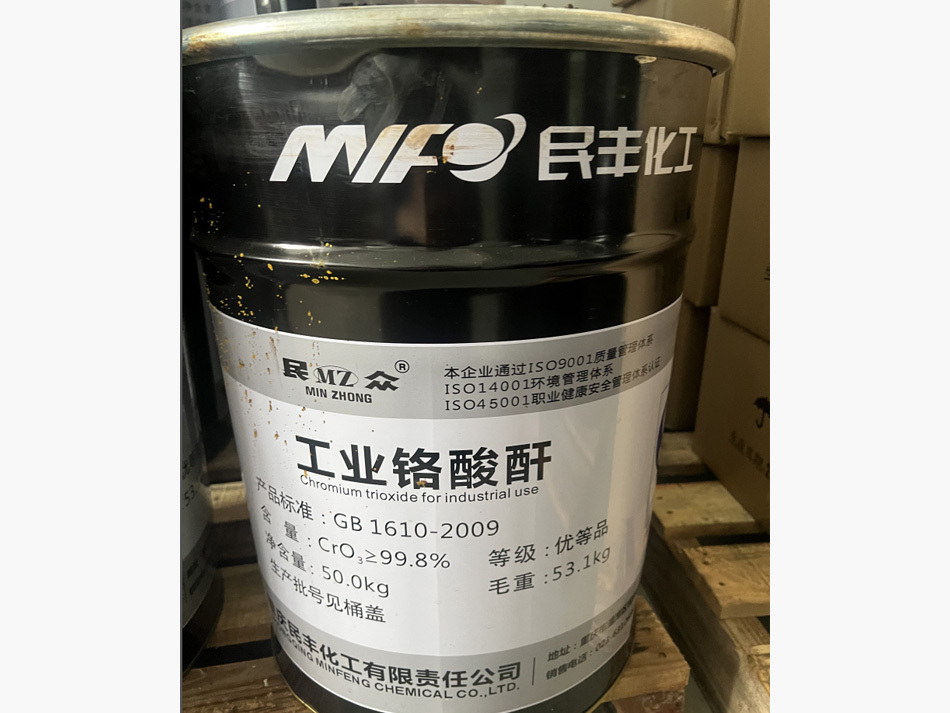 MIFO 民丰化工
民 MZ 众 ®
MIN ZHONG
本企业通过ISO9001质量管理体系
ISO14001环境管理体系
ISO45001职业健康安全管理体系认证
工业铬酸酐
Chromium trioxide for industrial use
产品标准：GB 1610-2009
含 量：CrO₃≥99.8% 等级：优等品
净含量：50.0kg 毛重：53.1kg
生产批号见桶盖
庆民丰化工有限责任公司
QING MINFENG CHEMICAL CO.,LTD.
地址：
销售电话：